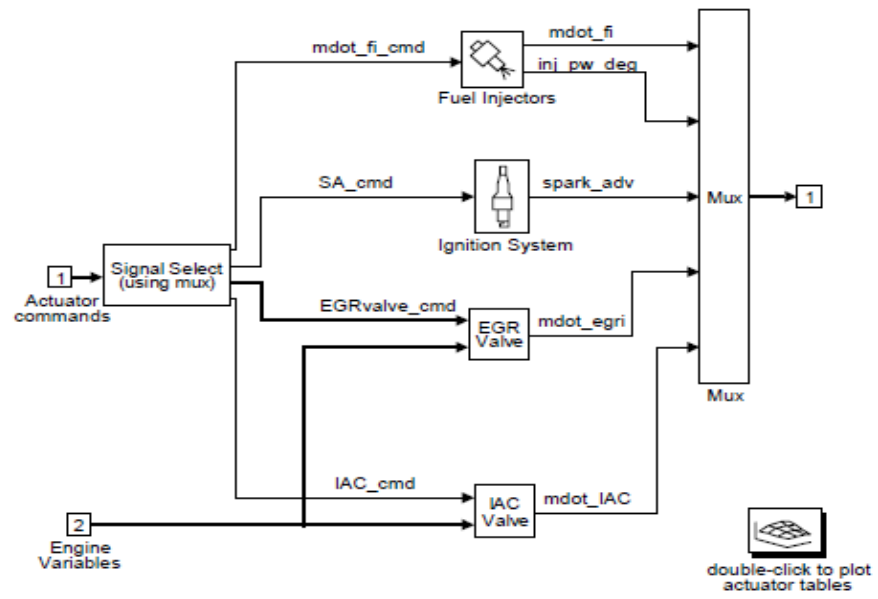 mdot_fi
mdot_fi_cmd
inj_pw_deg
Fuel Injectors
SA_cmd
spark_adv
Mux
1
Ignition System
Signal Select
(using mux)
1
Actuator
commands
EGRvalve_cmd
EGR
Valve
mdot_egri
Mux
IAC_cmd
IAC
Valve
mdot_IAC
2
Engine
Variables
double-click to plot
actuator tables